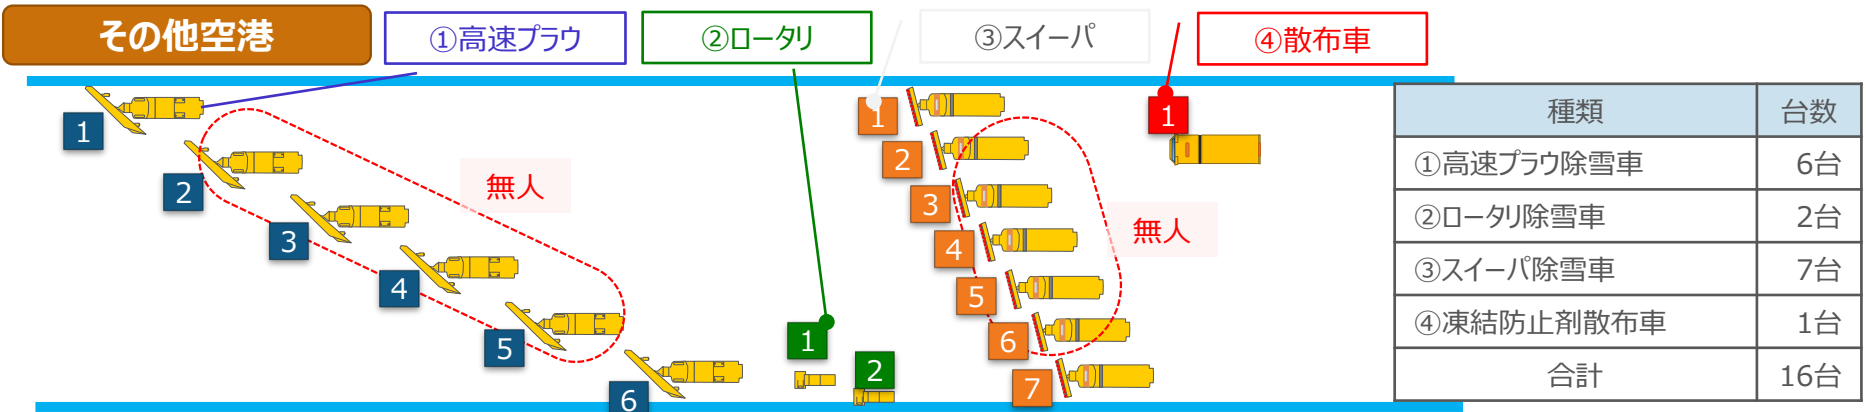 その他空港
①高速プラウ
②ロータリ
③スイーパ
④散布車
1
2
3
4
5
6
無人
1
2
1
2
3
4
5
6
7
無人
1
種類 台数
①高速プラウ除雪車 6台
②ロータリ除雪車 2台
③スイーパ除雪車 7台
④凍結防止剤散布車 1台
合計 16台